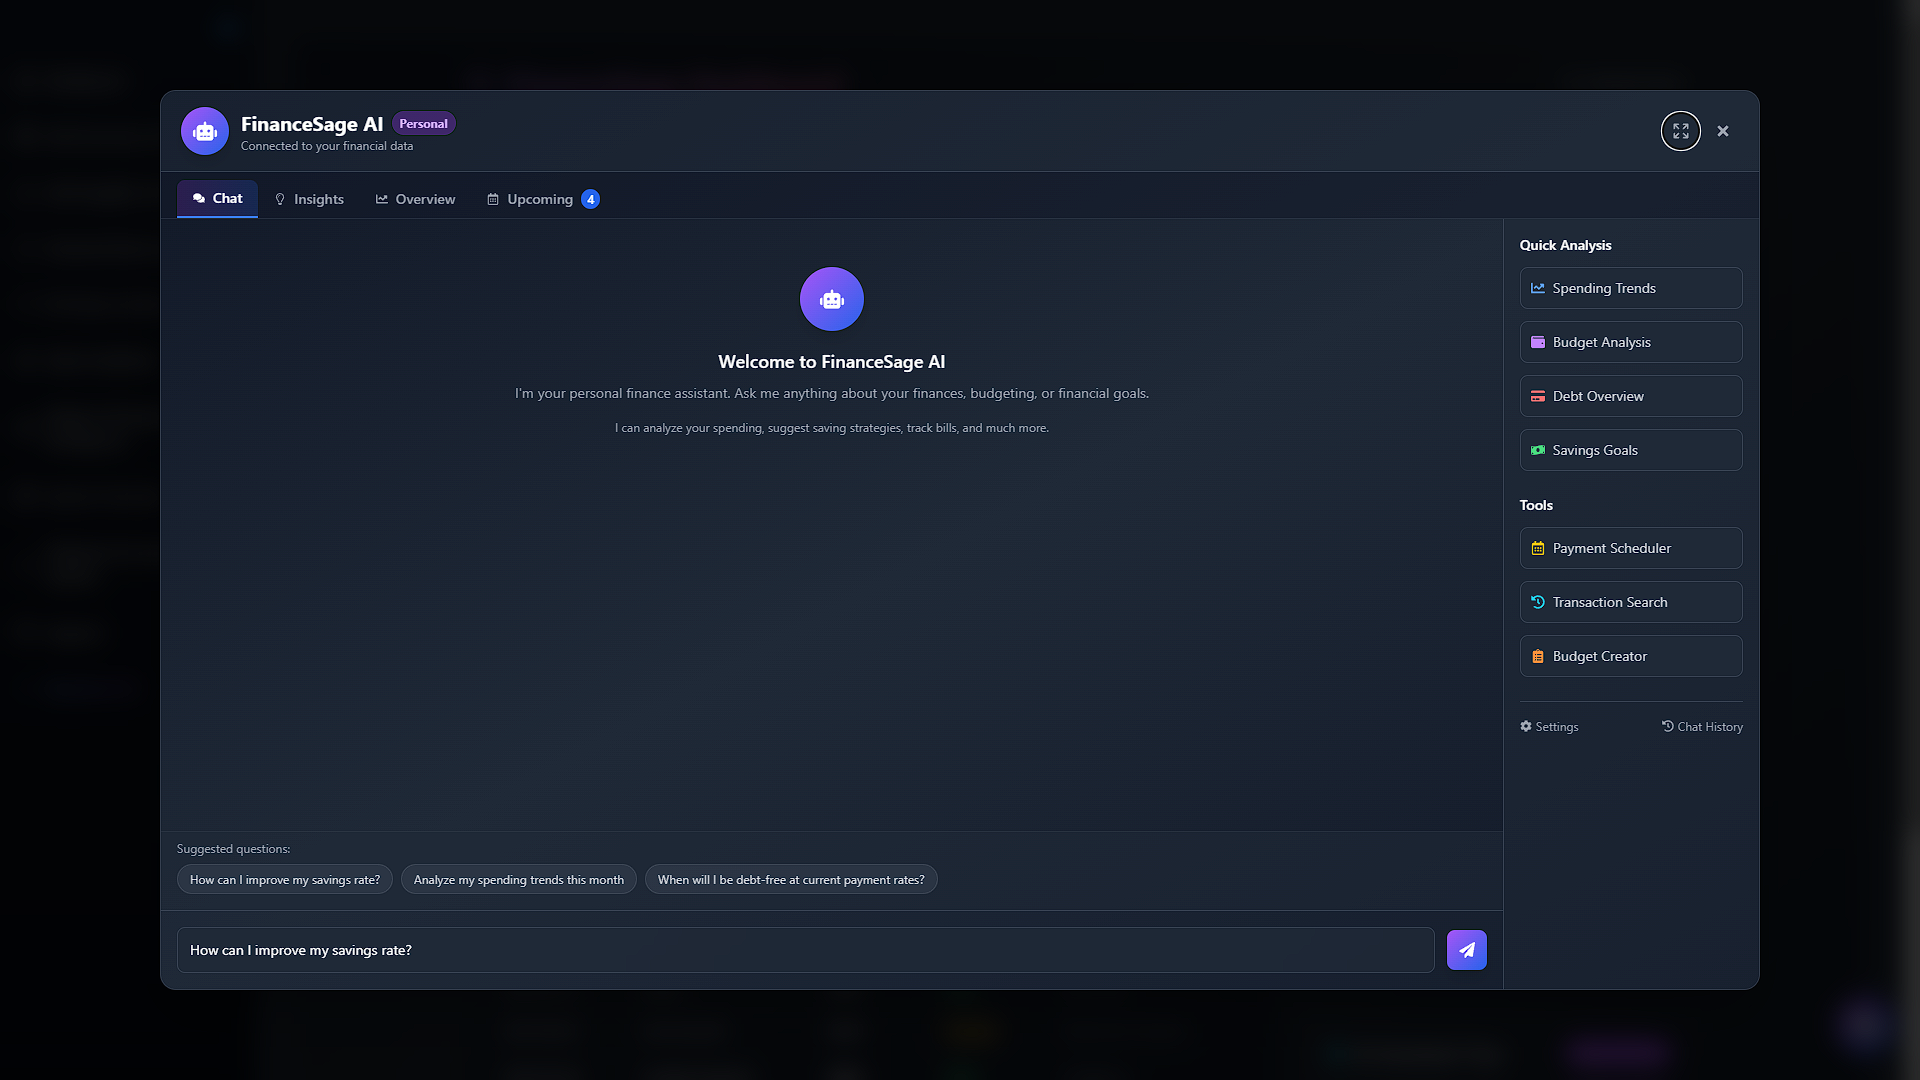 FinanceSage AI Personal
Connected to your financial data
Chat
Insights
Overview
Upcoming 4
Welcome to FinanceSage AI
I'm your personal finance assistant. Ask me anything about your finances, budgeting, or financial goals.
I can analyze your spending, suggest saving strategies, track bills, and much more.
Suggested questions:
How can I improve my savings rate?
Analyze my spending trends this month
When will I be debt-free at current payment rates?
How can I improve my savings rate?
Quick Analysis
Spending Trends
Budget Analysis
Debt Overview
Savings Goals
Tools
Payment Scheduler
Transaction Search
Budget Creator
Settings
Chat History